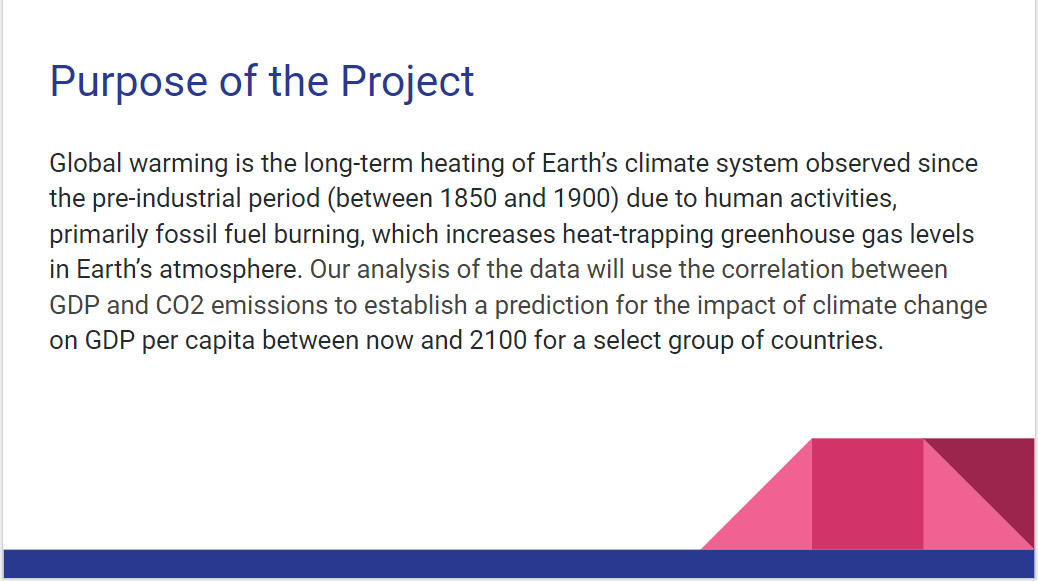 Purpose of the Project
Global warming is the long-term heating of Earth’s climate system observed since
the pre-industrial period (between 1850 and 1900) due to human activities,
primarily fossil fuel burning, which increases heat-trapping greenhouse gas levels
in Earth’s atmosphere. Our analysis of the data will use the correlation between
GDP and CO2 emissions to establish a prediction for the impact of climate change
on GDP per capita between now and 2100 for a select group of countries.